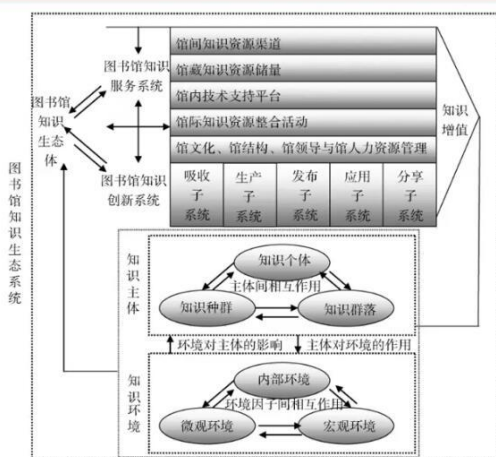 馆间知识资源渠道
馆藏知识资源储量
馆内技术支持平台
馆际知识资源整合活动
馆文化、馆结构、馆领导与馆人力资源管理
吸收子系统
生产子系统
发布子系统
应用子系统
分享子系统
知识增值
图书馆知识
服务系统
图书馆
知识
生态
体
图书馆知识
创新系统
图书馆知识生态系统
知识主体
知识个体
主体间相互作用
知识种群
知识群落
环境对主体的影响
主体对环境的作用
知识环境
内部环境
环境因子间相互作用
微观环境
宏观环境